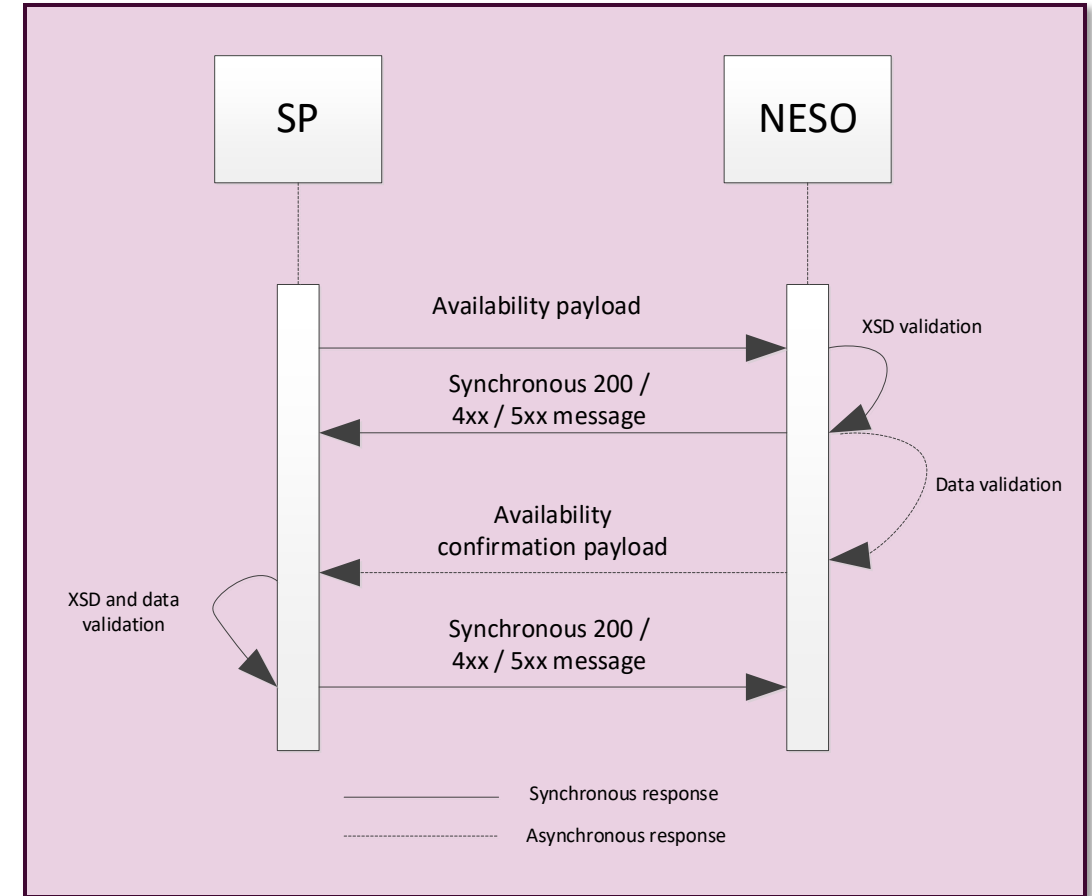 SP
NESO
Availability payload
XSD validation
Synchronous 200 /
4xx / 5xx message
Data validation
Availability
confirmation payload
XSD and data
validation
Synchronous 200 /
4xx / 5xx message
Synchronous response
Asynchronous response